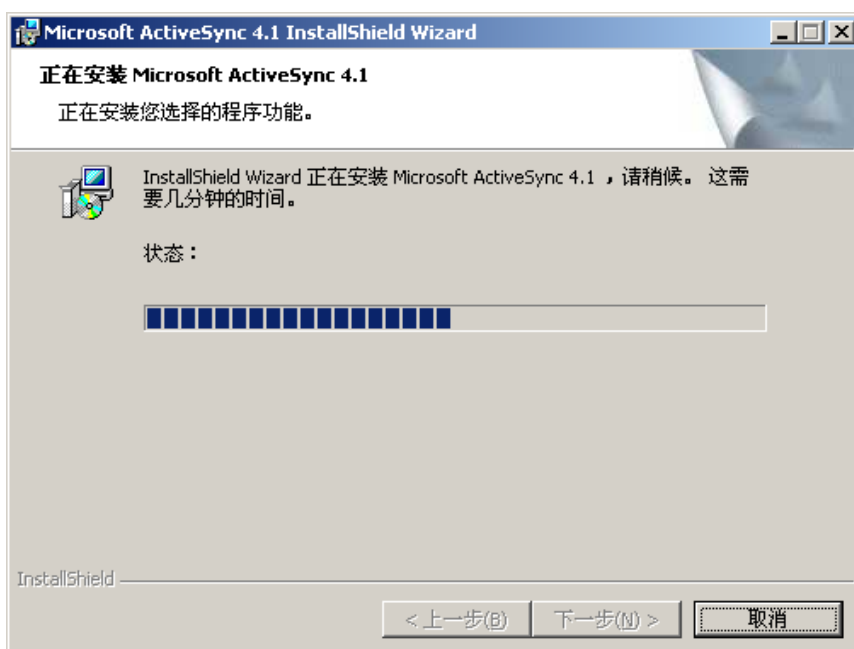 Microsoft ActiveSync 4.1 InstallShield Wizard
正在安装 Microsoft ActiveSync 4.1
正在安装您选择的程序功能。
InstallShield Wizard 正在安装 Microsoft ActiveSync 4.1 ，请稍候。 这需
要几分钟的时间。
状态：
InstallShield
< 上一步(B) 下一步(N) > 取消